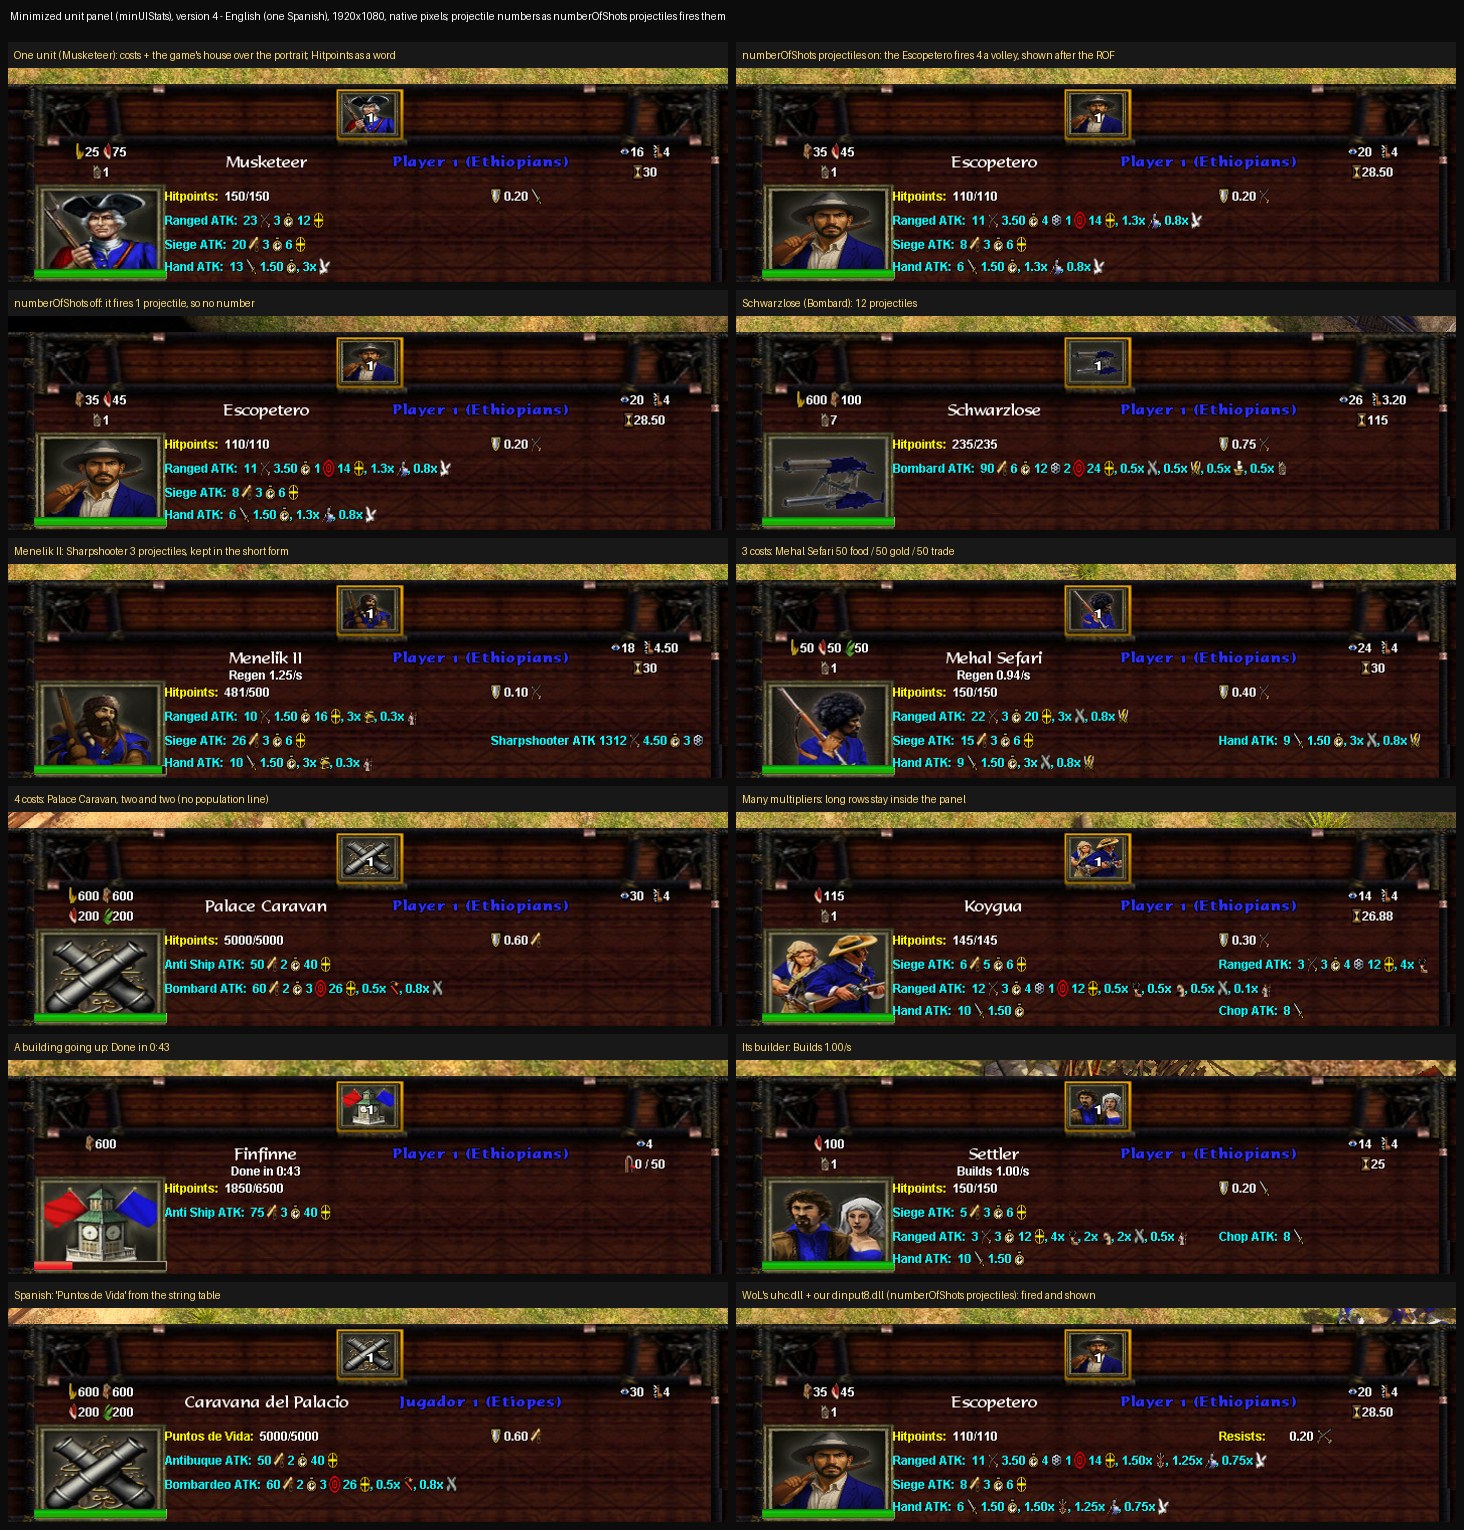 Minimized unit panel (minUIStats), version 4 - English (one Spanish), 1920x1080, native pixels; projectile numbers as numberOfShots projectiles fires them
One unit (Musketeer): costs + the game's house over the portrait; Hitpoints as a word
1
25 75
1
Musketeer
Player 1 (Ethiopians)
16 4
30
Hitpoints: 150/150
0.20
Ranged ATK: 23 3 12
Siege ATK: 20 3 6
Hand ATK: 13 1.50, 3x
numberOfShots projectiles on: the Escopetero fires 4 a volley, shown after the ROF
1
35 45
1
Escopetero
Player 1 (Ethiopians)
20 4
28.50
Hitpoints: 110/110
0.20
Ranged ATK: 11 3.50 4 1 14, 1.3x 0.8x
Siege ATK: 8 3 6
Hand ATK: 6 1.50, 1.3x 0.8x
numberOfShots off: it fires 1 projectile, so no number
1
35 45
1
Escopetero
Player 1 (Ethiopians)
20 4
28.50
Hitpoints: 110/110
0.20
Ranged ATK: 11 3.50 1 14, 1.3x 0.8x
Siege ATK: 8 3 6
Hand ATK: 6 1.50, 1.3x 0.8x
Schwarzlose (Bombard): 12 projectiles
1
600 100
7
Schwarzlose
Player 1 (Ethiopians)
26 3.20
115
Hitpoints: 235/235
0.75
Bombard ATK: 90 6 12 2 24, 0.5x, 0.5x, 0.5x, 0.5x
Menelik II: Sharpshooter 3 projectiles, kept in the short form
1
Menelik II
Regen 1.25/s
Player 1 (Ethiopians)
18 4.50
30
Hitpoints: 481/500
0.10
Ranged ATK: 10 1.50 16, 3x, 0.3x
Siege ATK: 26 3 6
Sharpshooter ATK 1312 4.50 3
Hand ATK: 10 1.50, 3x, 0.3x
3 costs: Mehal Sefari 50 food / 50 gold / 50 trade
1
50 50 50
1
Mehal Sefari
Regen 0.94/s
Player 1 (Ethiopians)
24 4
30
Hitpoints: 150/150
0.40
Ranged ATK: 22 3 20, 3x, 0.8x
Siege ATK: 15 3 6
Hand ATK: 9 1.50, 3x, 0.8x
Hand ATK: 9 1.50, 3x, 0.8x
4 costs: Palace Caravan, two and two (no population line)
1
600 600
200 200
Palace Caravan
Player 1 (Ethiopians)
30 4
Hitpoints: 5000/5000
0.60
Anti Ship ATK: 50 2 40
Bombard ATK: 60 2 3 26, 0.5x, 0.8x
Many multipliers: long rows stay inside the panel
1
115
1
Koygua
Player 1 (Ethiopians)
14 4
26.88
Hitpoints: 145/145
0.30
Siege ATK: 6 5 6
Ranged ATK: 3 3 4 12, 4x
Ranged ATK: 12 3 4 1 12, 0.5x, 0.5x, 0.5x, 0.1x
Hand ATK: 10 1.50
Chop ATK: 8
A building going up: Done in 0:43
1
600
Finfinne
Done in 0:43
Player 1 (Ethiopians)
4
0 / 50
Hitpoints: 1850/6500
Anti Ship ATK: 75 3 40
Its builder: Builds 1.00/s
1
100
1
Settler
Builds 1.00/s
Player 1 (Ethiopians)
14 4
25
Hitpoints: 150/150
0.20
Siege ATK: 5 3 6
Ranged ATK: 3 3 12, 4x, 2x, 2x, 0.5x
Chop ATK: 8
Hand ATK: 10 1.50
Spanish: 'Puntos de Vida' from the string table
1
600 600
200 200
Caravana del Palacio
Jugador 1 (Etíopes)
30 4
Puntos de Vida: 5000/5000
0.60
Antibuque ATK: 50 2 40
Bombardeo ATK: 60 2 3 26, 0.5x, 0.8x
WoL's uhc.dll + our dinput8.dll (numberOfShots projectiles): fired and shown
1
35 45
1
Escopetero
Player 1 (Ethiopians)
20 4
28.50
Hitpoints: 110/110
Resists: 0.20
Ranged ATK: 11 3.50 4 1 14, 1.50x, 1.25x, 0.75x
Siege ATK: 8 3 6
Hand ATK: 6 1.50, 1.50x, 1.25x, 0.75x